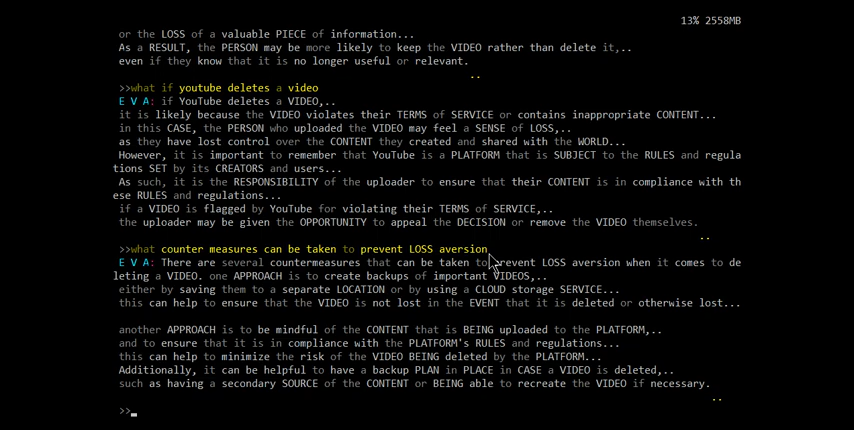 13% 2558MB
or the LOSS of a valuable PIECE of information...
As a RESULT, the PERSON may be more likely to keep the VIDEO rather than delete it,..
even if they know that it is no longer useful or relevant.
..
>>what if youtube deletes a video
E V A: if YouTube deletes a VIDEO,..
it is likely because the VIDEO violates their TERMS of SERVICE or contains inappropriate CONTENT...
in this CASE, the PERSON who uploaded the VIDEO may feel a SENSE of LOSS,..
as they have lost control over the CONTENT they created and shared with the WORLD...
However, it is important to remember that YouTube is a PLATFORM that is SUBJECT to the RULES and regula
tions SET by its CREATORS and users...
As such, it is the RESPONSIBILITY of the uploader to ensure that their CONTENT is in compliance with th
ese RULES and regulations...
if a VIDEO is flagged by YouTube for violating their TERMS of SERVICE,..
the uploader may be given the OPPORTUNITY to appeal the DECISION or remove the VIDEO themselves.
..
>>what counter measures can be taken to prevent LOSS aversion
E V A: There are several countermeasures that can be taken to prevent LOSS aversion when it comes to de
leting a VIDEO. one APPROACH is to create backups of important VIDEOS,..
either by saving them to a separate LOCATION or by using a CLOUD storage SERVICE...
this can help to ensure that the VIDEO is not lost in the EVENT that it is deleted or otherwise lost...
another APPROACH is to be mindful of the CONTENT that is BEING uploaded to the PLATFORM,..
and to ensure that it is in compliance with the PLATFORM's RULES and regulations...
this can help to minimize the risk of the VIDEO BEING deleted by the PLATFORM...
Additionally, it can be helpful to have a backup PLAN in PLACE in CASE a VIDEO is deleted,..
such as having a secondary SOURCE of the CONTENT or BEING able to recreate the VIDEO if necessary.
..
>>_